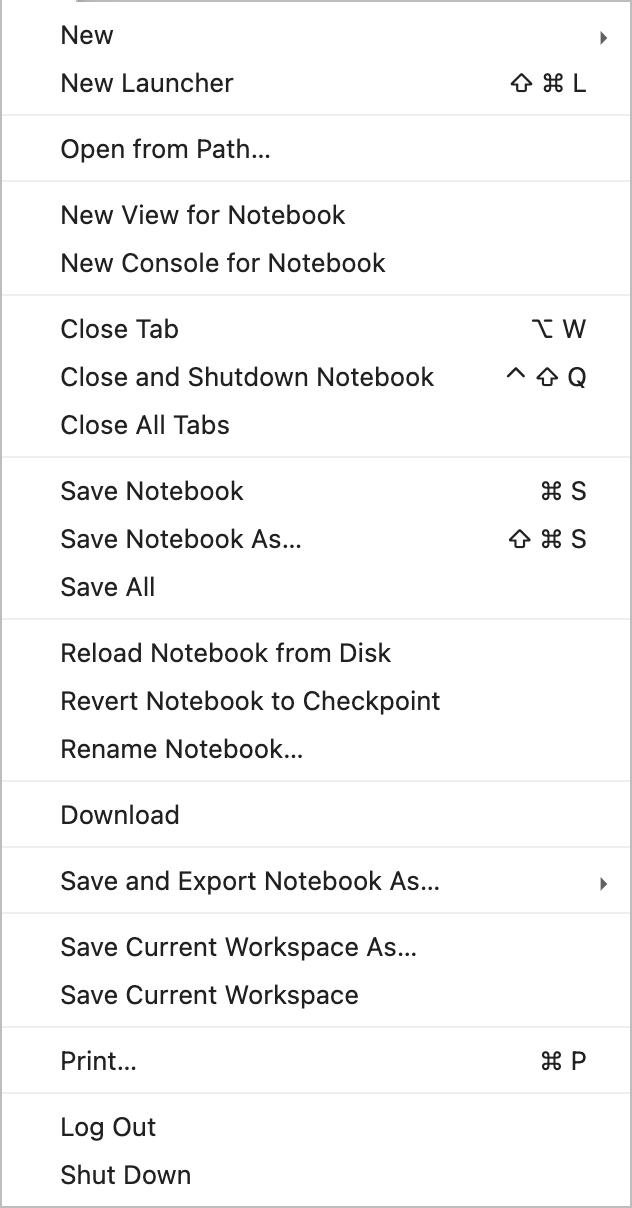 New
New Launcher ⇧ ⌘ L
Open from Path…
New View for Notebook
New Console for Notebook
Close Tab ⌥ W
Close and Shutdown Notebook ^ ⇧ Q
Close All Tabs
Save Notebook ⌘ S
Save Notebook As… ⇧ ⌘ S
Save All
Reload Notebook from Disk
Revert Notebook to Checkpoint
Rename Notebook…
Download
Save and Export Notebook As…
Save Current Workspace As…
Save Current Workspace
Print… ⌘ P
Log Out
Shut Down